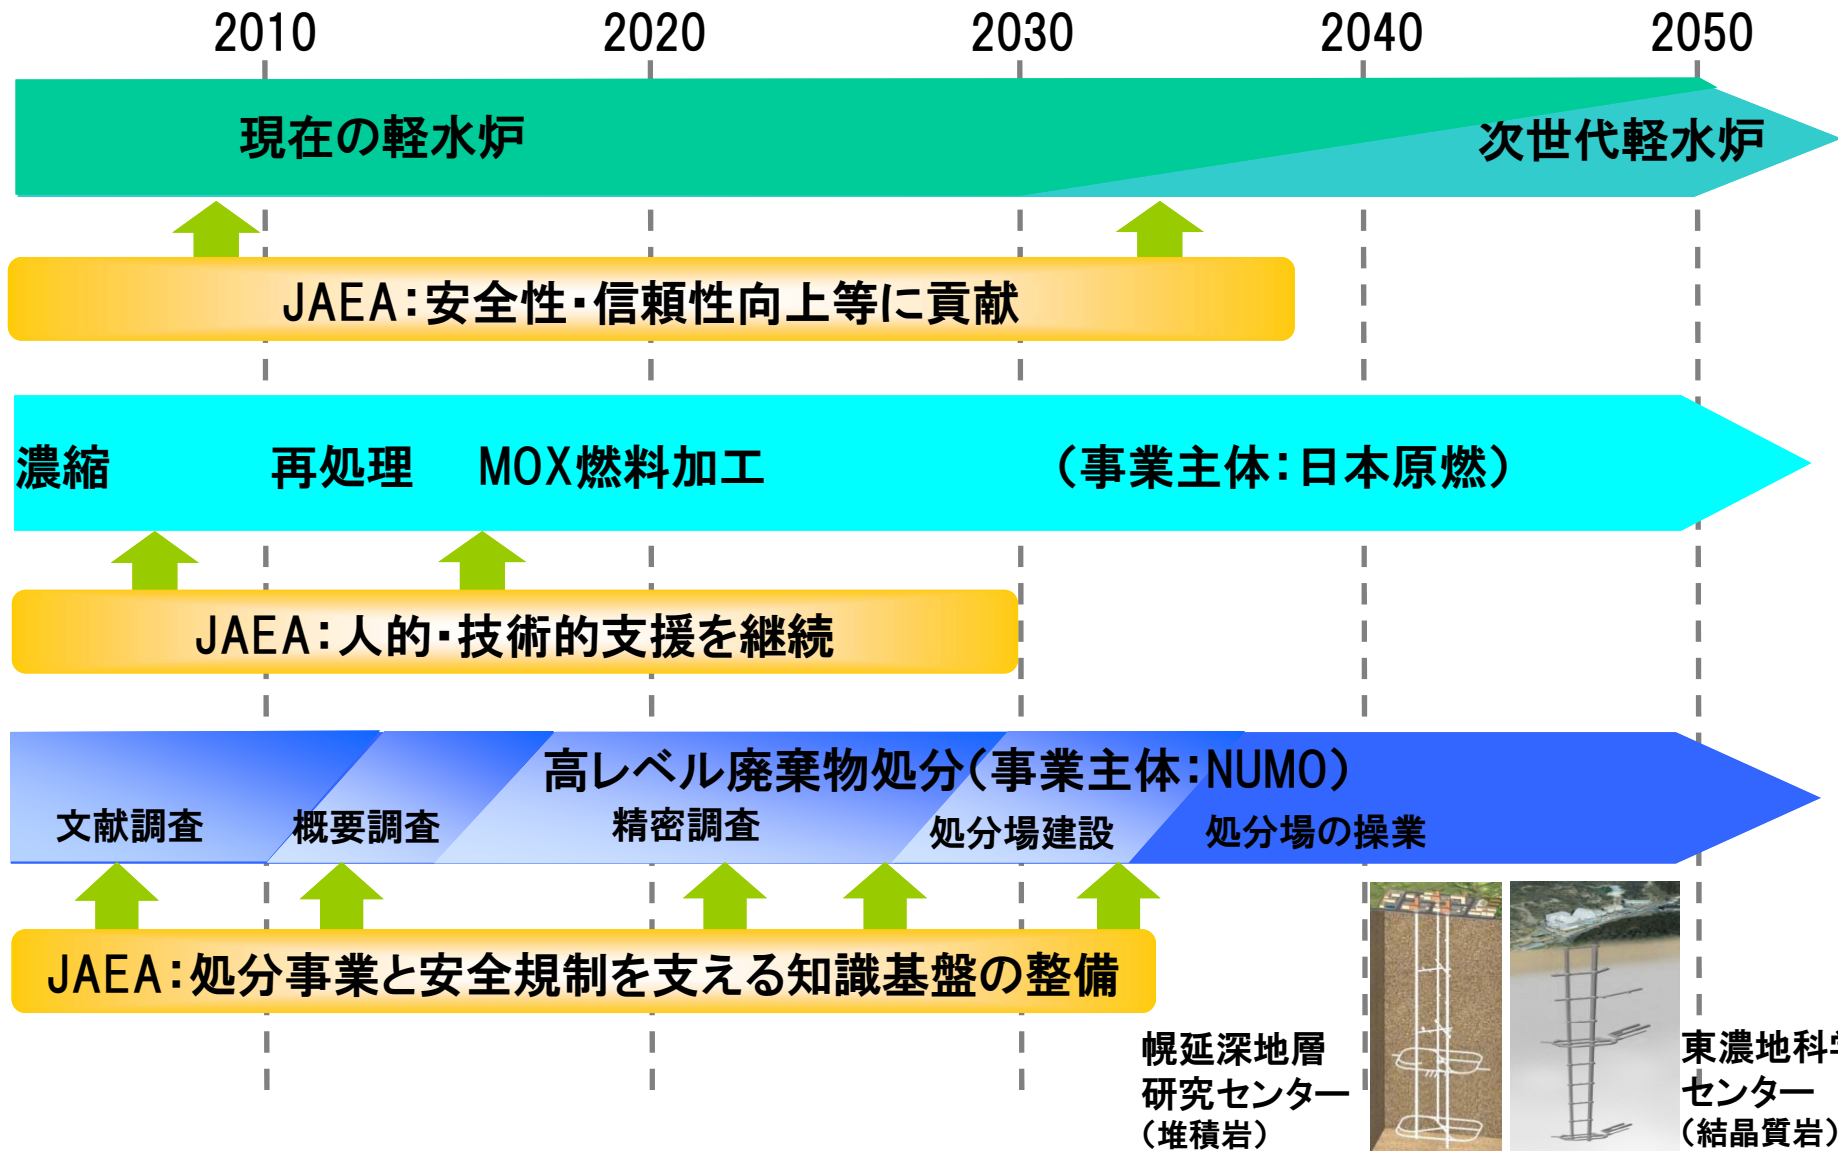 2010 2020 2030 2040 2050
現在の軽水炉
次世代軽水炉
JAEA：安全性・信頼性向上等に貢献
濃縮 再処理 MOX燃料加工 （事業主体：日本原燃）
JAEA：人的・技術的支援を継続
高レベル廃棄物処分（事業主体：NUMO）
文献調査 概要調査 精密調査 処分場建設 処分場の操業
JAEA：処分事業と安全規制を支える知識基盤の整備
幌延深地層
研究センター
（堆積岩）
東濃地科学
センター
（結晶質岩）